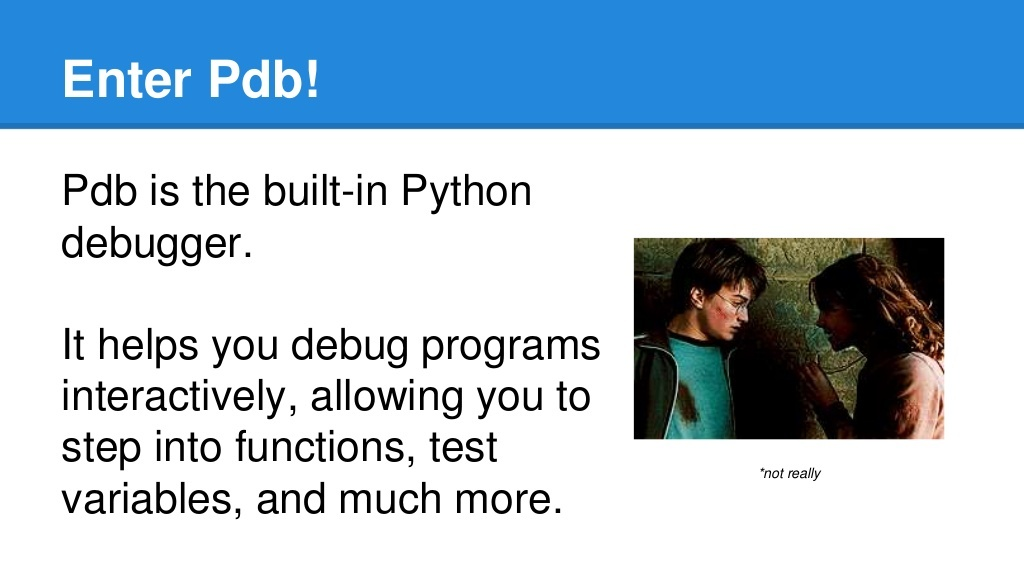 Enter Pdb!
Pdb is the built-in Python
debugger.
It helps you debug programs
interactively, allowing you to
step into functions, test
variables, and much more.
*not really